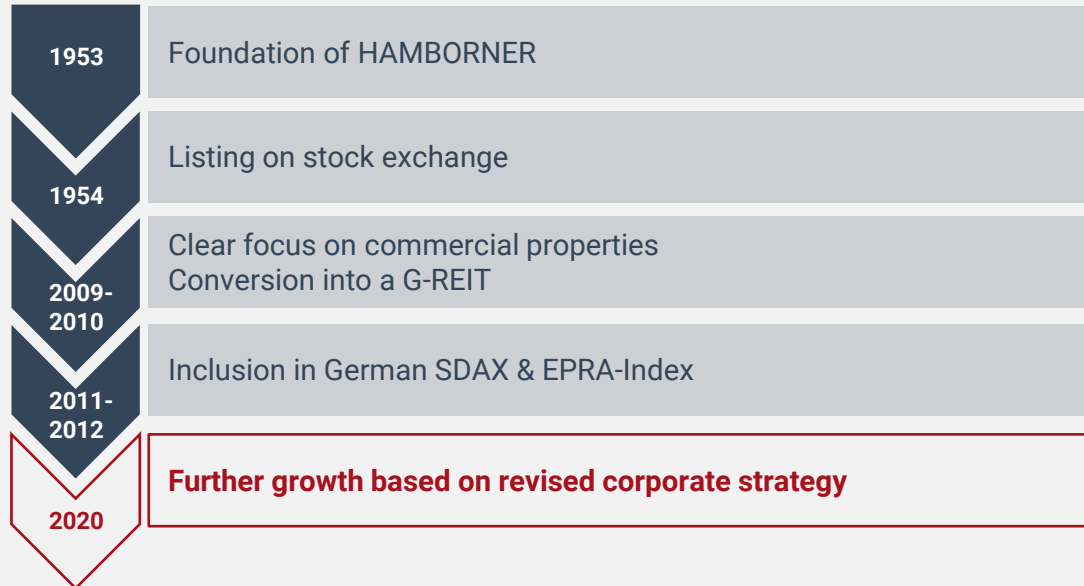 1953
Foundation of HAMBORNER
1954
Listing on stock exchange
2009-
2010
Clear focus on commercial properties
Conversion into a G-REIT
2011-
2012
Inclusion in German SDAX & EPRA-Index
2020
Further growth based on revised corporate strategy